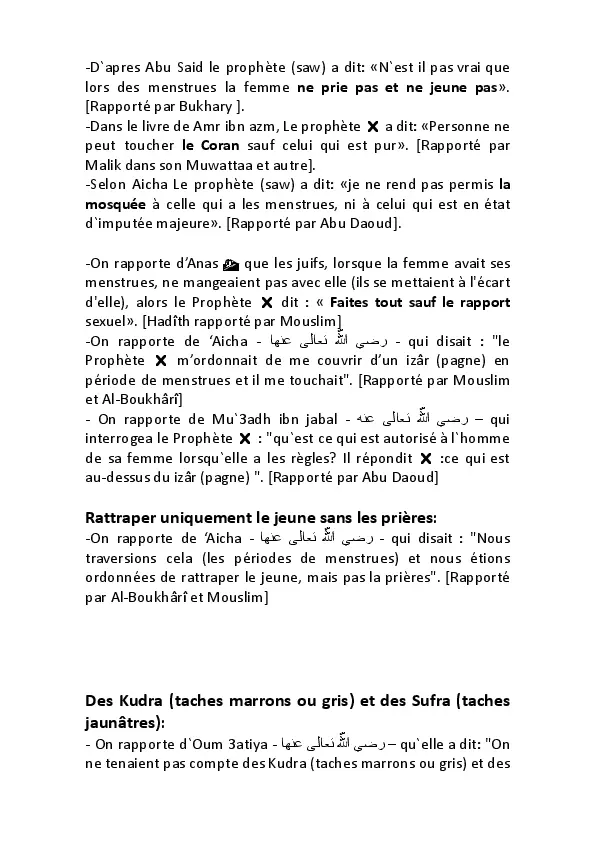 -D`apres Abu Said le prophète (saw) a dit: «N`est il pas vrai que
lors des menstrues la femme ne prie pas et ne jeune pas».
[Rapporté par Bukhary ].
-Dans le livre de Amr ibn azm, Le prophète ❌ a dit: «Personne ne
peut toucher le Coran sauf celui qui est pur». [Rapporté par
Malik dans son Muwattaa et autre].
-Selon Aicha Le prophète (saw) a dit: «je ne rend pas permis la
mosquée à celle qui a les menstrues, ni à celui qui est en état
d`imputée majeure». [Rapporté par Abu Daoud].
-On rapporte d’Anas que les juifs, lorsque la femme avait ses
menstrues, ne mangeaient pas avec elle (ils se mettaient à l'écart
d'elle), alors le Prophète ❌ dit : « Faites tout sauf le rapport
sexuel». [Hadîth rapporté par Mouslim]
-On rapporte de ‘Aicha - رضي الله تعالى عنها - qui disait : "le
Prophète ❌ m’ordonnait de me couvrir d’un izâr (pagne) en
période de menstrues et il me touchait". [Rapporté par Mouslim
et Al-Boukhârî]
- On rapporte de Mu`3adh ibn jabal - رضي الله تعالى عنه – qui
interrogea le Prophète ❌ : "qu`est ce qui est autorisé à l`homme
de sa femme lorsqu`elle a les règles? Il répondit ❌ :ce qui est
au-dessus du izâr (pagne) ". [Rapporté par Abu Daoud]
Rattraper uniquement le jeune sans les prières:
-On rapporte de ‘Aicha - رضي الله تعالى عنها - qui disait : "Nous
traversions cela (les périodes de menstrues) et nous étions
ordonnées de rattraper le jeune, mais pas la prières". [Rapporté
par Al-Boukhârî et Mouslim]
Des Kudra (taches marrons ou gris) et des Sufra (taches
jaunâtres):
- On rapporte d`Oum 3atiya - رضي الله تعالى عنها – qu`elle a dit: "On
ne tenaient pas compte des Kudra (taches marrons ou gris) et des